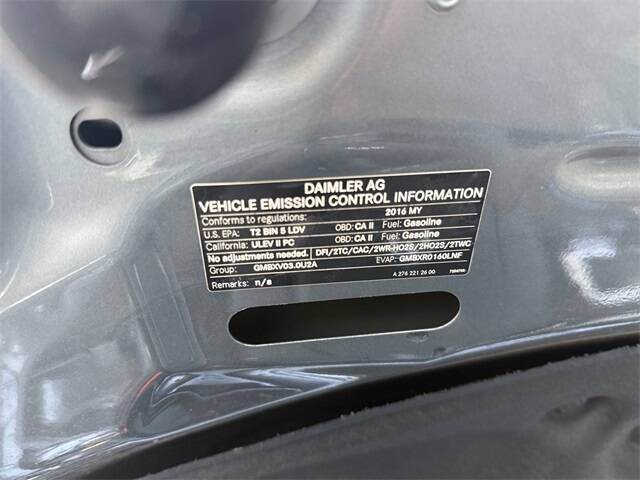 DAIMLER AG
VEHICLE EMISSION CONTROL INFORMATION
Conforms to regulations: 2016 MY
U.S. EPA: T2 BIN 5 LDV OBD: CA II Fuel: Gasoline
California: ULEV II PC OBD: CA II Fuel: Gasoline
No adjustments needed. DFI/2TC/CAC/2WR-HO2S/2HO2S/2TWC
Group: GMBXV03.0U2A EVAP: GMBXR0160LNF
Remarks: n/a A 276 221 26 00